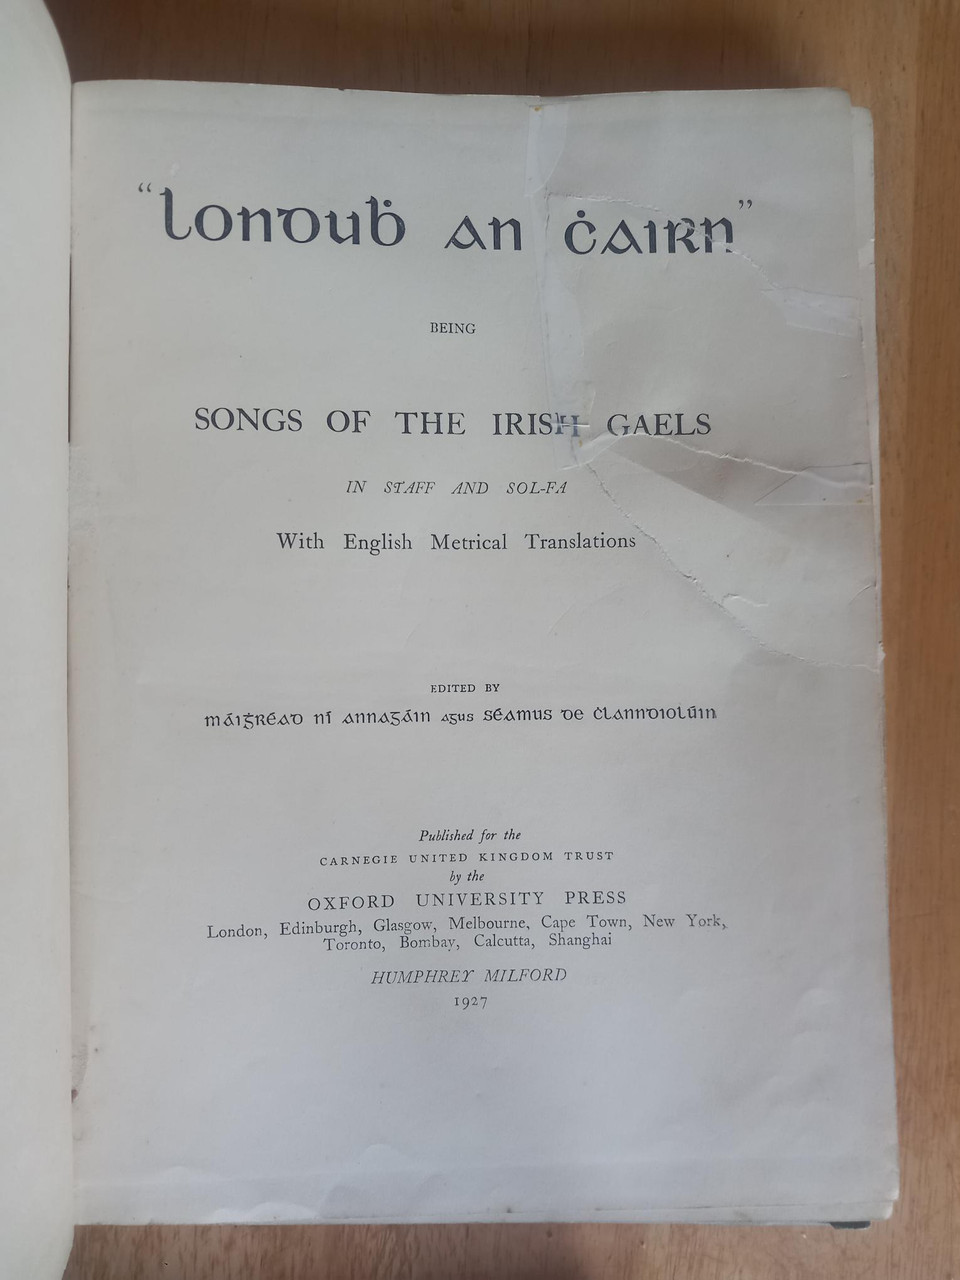 “Londuḃ an ċairn”
BEING
SONGS OF THE IRISH GAELS
IN STAFF AND SOL-FA
With English Metrical Translations
EDITED BY
máiġréad ní annagáin agus séamus de ċlanndiolúin
Published for the
CARNEGIE UNITED KINGDOM TRUST
by the
OXFORD UNIVERSITY PRESS
London, Edinburgh, Glasgow, Melbourne, Cape Town, New York,
Toronto, Bombay, Calcutta, Shanghai
HUMPHREY MILFORD
1927